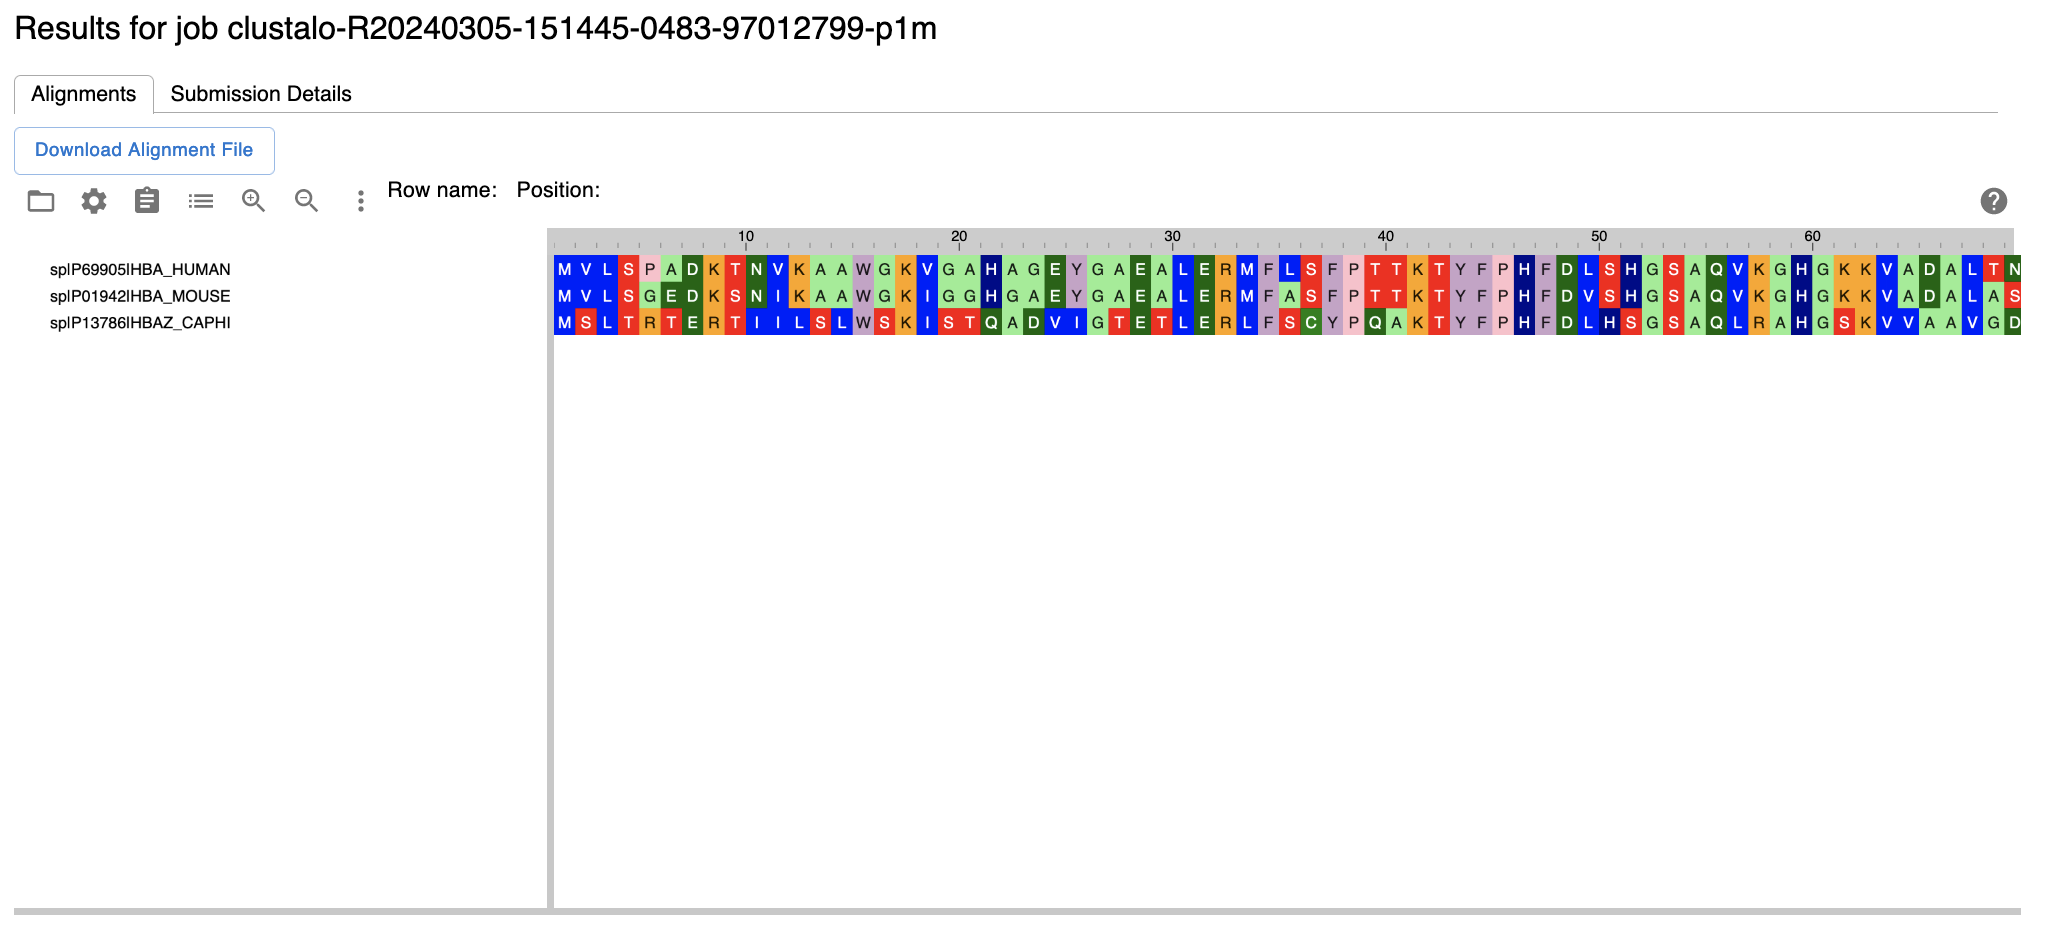 Results for job clustalo-R20240305-151445-0483-97012799-p1m
Alignments Submission Details
Download Alignment File
Row name: Position:
10 20 30 40 50 60
sp|P69905|HBA_HUMAN MVLSPADKTNVKAAWGKVGAHAGEYGAEALERMFLSFPTTKTYFPHFDLSHGSAQVKGHGKKVADALTN
sp|P01942|HBA_MOUSE MVLSGEDKSNIKAAWGKIGGHGAEYGAEALERMFASFPTTKTYFPHFDVSHGSAQVKGHGKKVADALAS
sp|P13786|HBAZ_CAPHI MSLTRTERTIILSLWSKISTQADVIGTETLERLFSCYPQAKTYFPHFDLHSGSAQLRAHGSKVVAAVGD